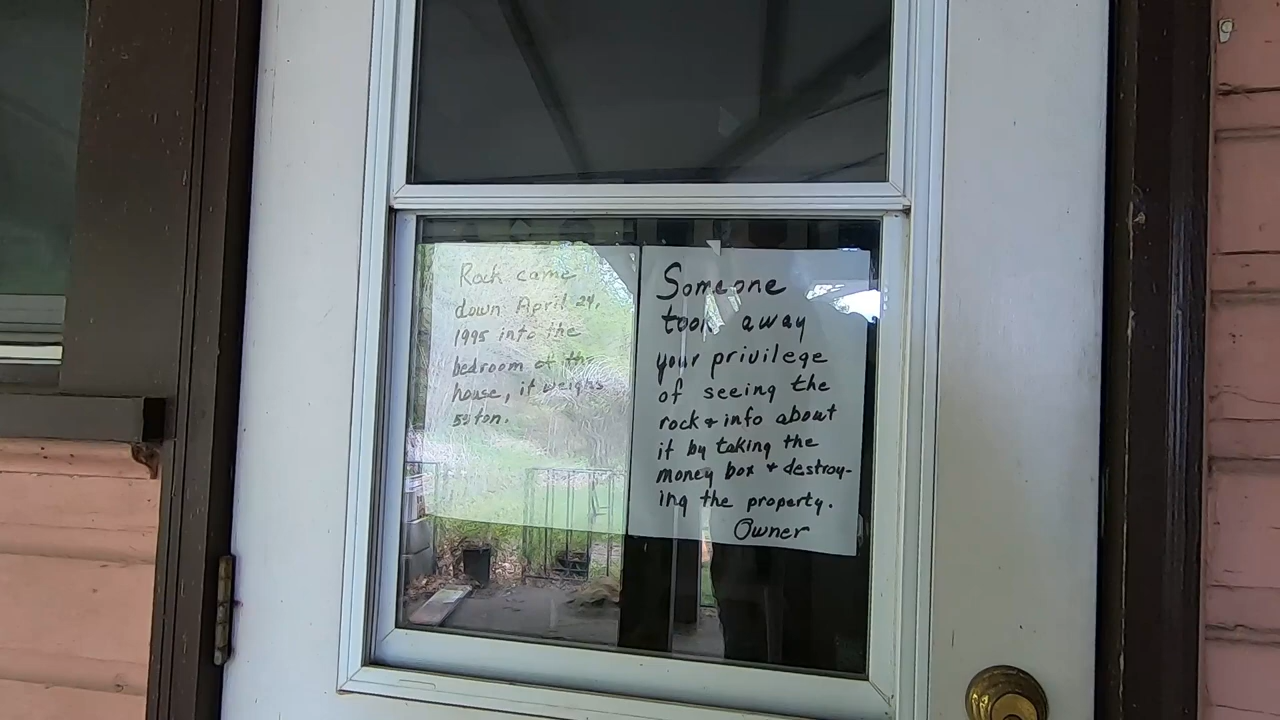 Rock came
down April 24,
1995 into the
bedroom of the
house, it weighs
55 ton.
Someone
took away
your privilege
of seeing the
rock & info about
it by taking the
money box & destroy-
ing the property.
Owner